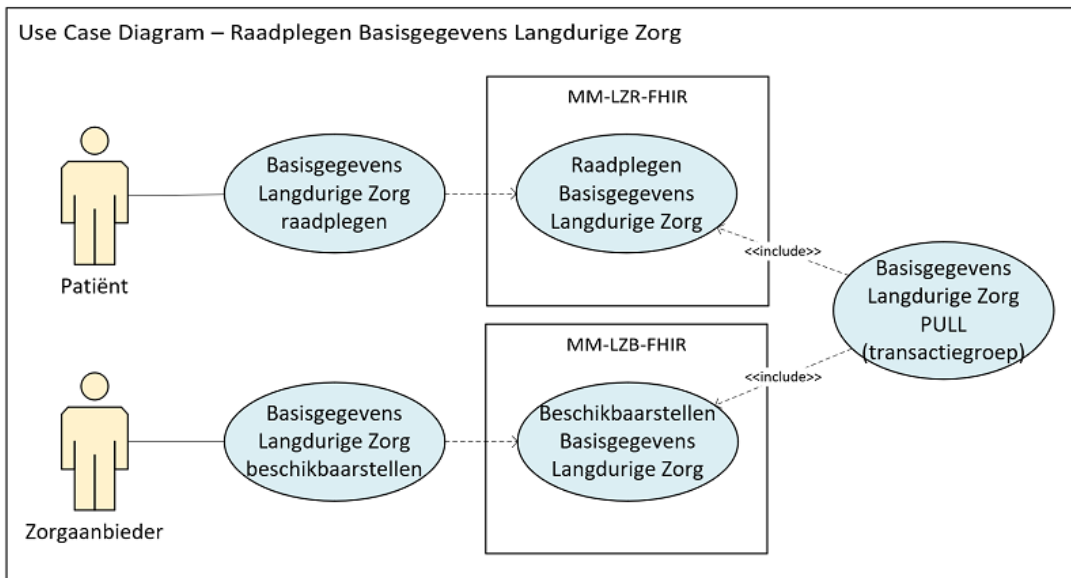 Use Case Diagram – Raadplegen Basisgegevens Langdurige Zorg
MM-LZR-FHIR
Basisgegevens
Langdurige Zorg
raadplegen
Raadplegen
Basisgegevens
Langdurige Zorg
Patiënt
<<include>>
Basisgegevens
Langdurige Zorg
PULL
(transactiegroep)
MM-LZB-FHIR
<<include>>
Basisgegevens
Langdurige Zorg
beschikbaarstellen
Beschikbaarstellen
Basisgegevens
Langdurige Zorg
Zorgaanbieder